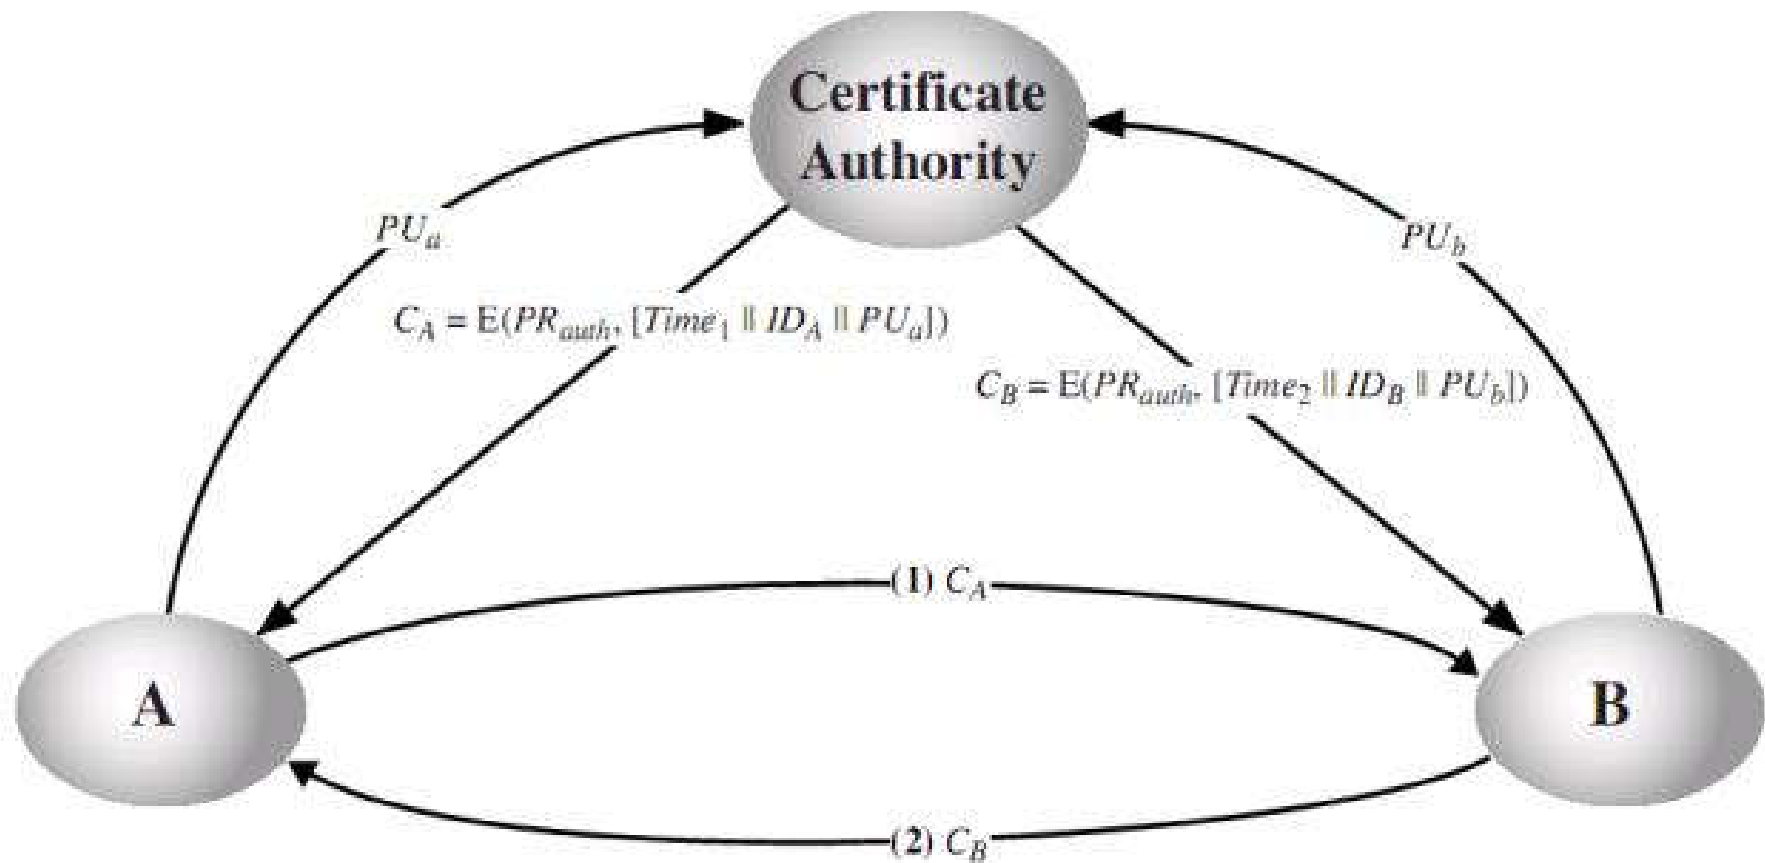 Certificate
Authority
PUa
PUb
CA = E(PRauth, [Time1 || IDA || PUa])
CB = E(PRauth, [Time2 || IDB || PUb])
(1) CA
A
B
(2) CB